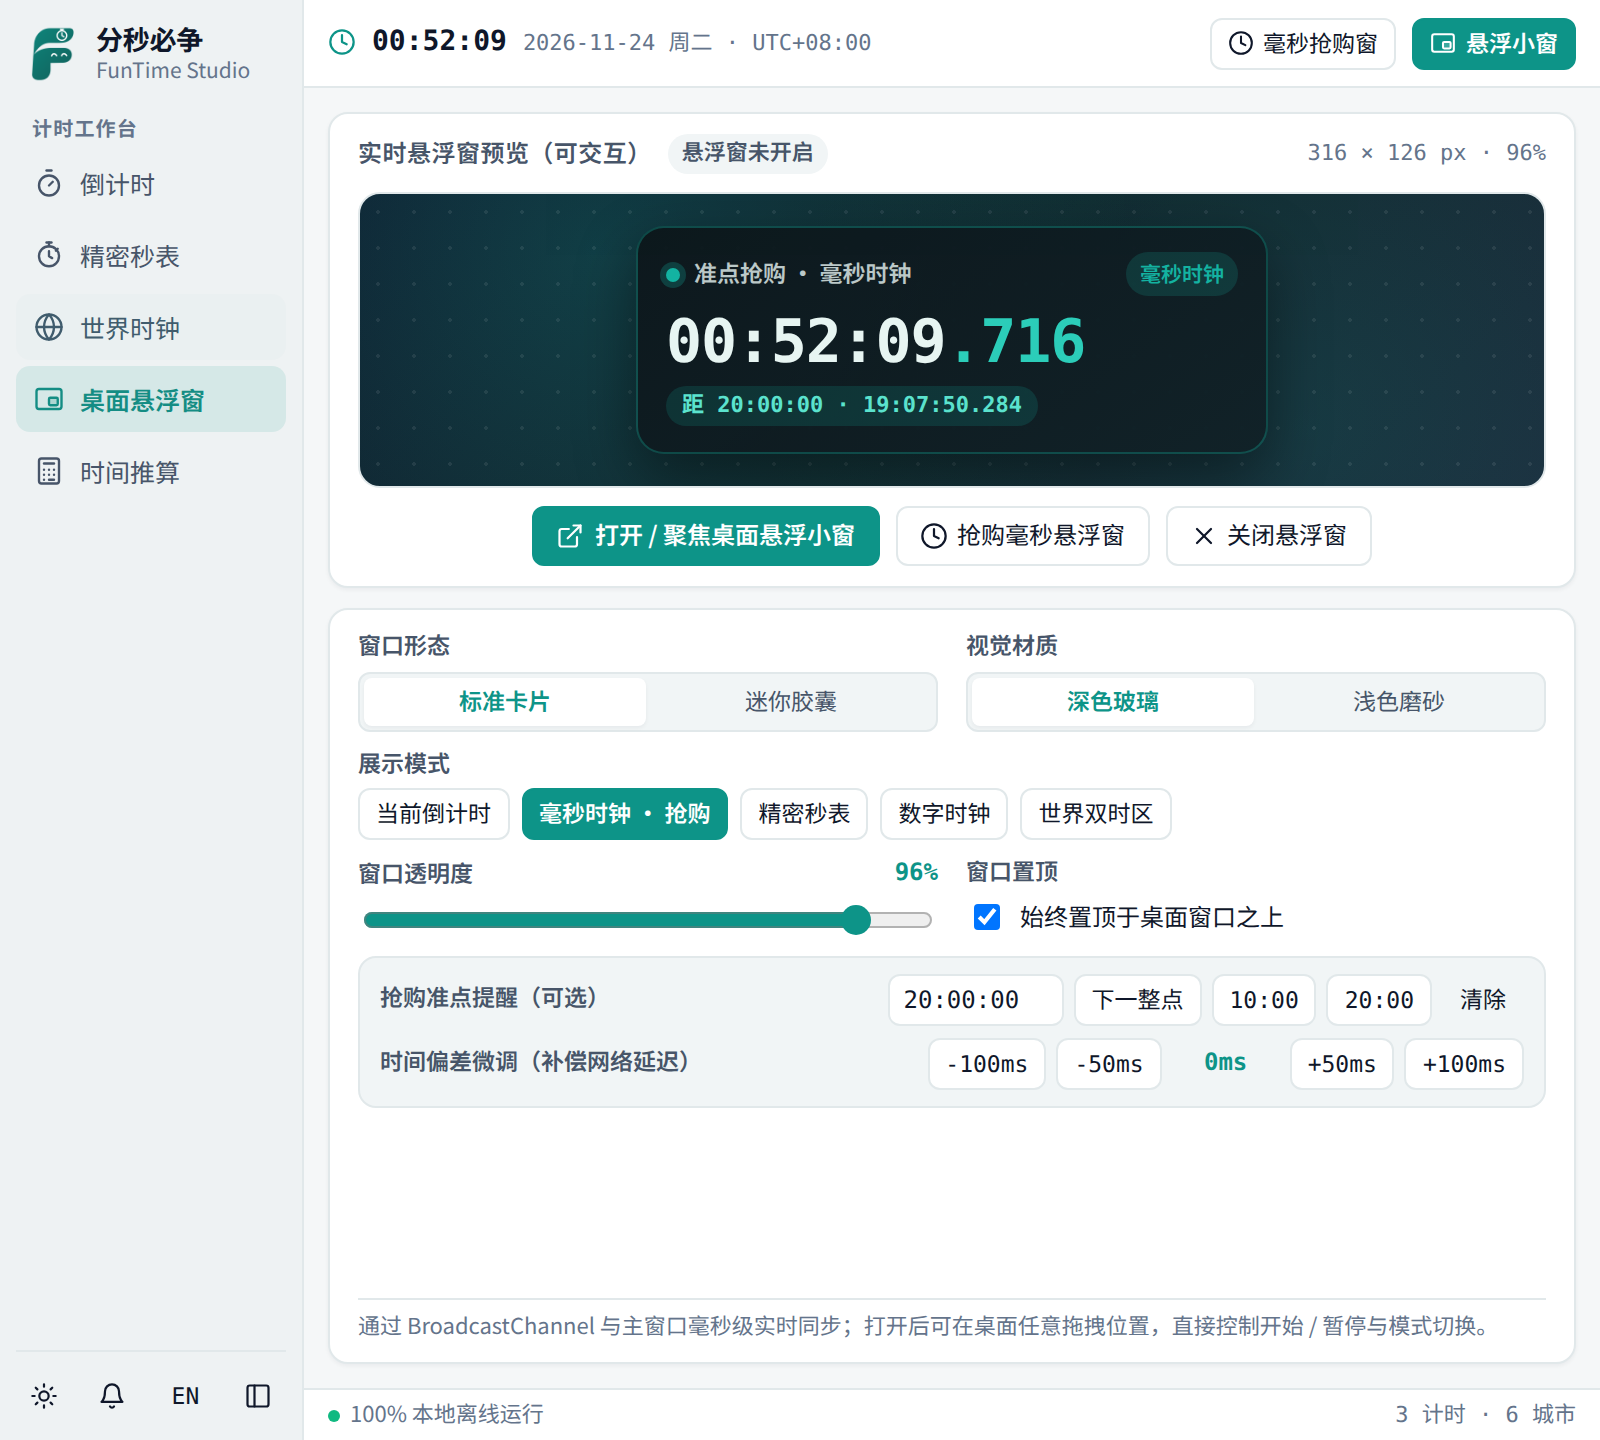 分秒必争
FunTime Studio
计时工作台
倒计时
精密秒表
世界时钟
桌面悬浮窗
时间推算
EN
00:52:09 2026-11-24 周二 · UTC+08:00
毫秒抢购窗
悬浮小窗
实时悬浮窗预览（可交互）
悬浮窗未开启
316 × 126 px · 96%
准点抢购 · 毫秒时钟
毫秒时钟
00:52:09.716
距 20:00:00 · 19:07:50.284
打开 / 聚焦桌面悬浮小窗
抢购毫秒悬浮窗
关闭悬浮窗
窗口形态
标准卡片
迷你胶囊
视觉材质
深色玻璃
浅色磨砂
展示模式
当前倒计时
毫秒时钟 · 抢购
精密秒表
数字时钟
世界双时区
窗口透明度
96%
窗口置顶
始终置顶于桌面窗口之上
抢购准点提醒（可选）
20:00:00
下一整点
10:00
20:00
清除
时间偏差微调（补偿网络延迟）
-100ms
-50ms
0ms
+50ms
+100ms
通过 BroadcastChannel 与主窗口毫秒级实时同步；打开后可在桌面任意拖拽位置，直接控制开始 / 暂停与模式切换。
100% 本地离线运行
3 计时 · 6 城市